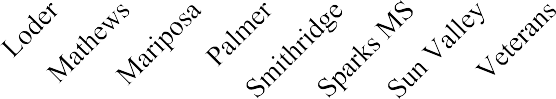 Loder
Mathews
Mariposa
Palmer
Smithridge
Sparks MS
Sun Valley
Veterans